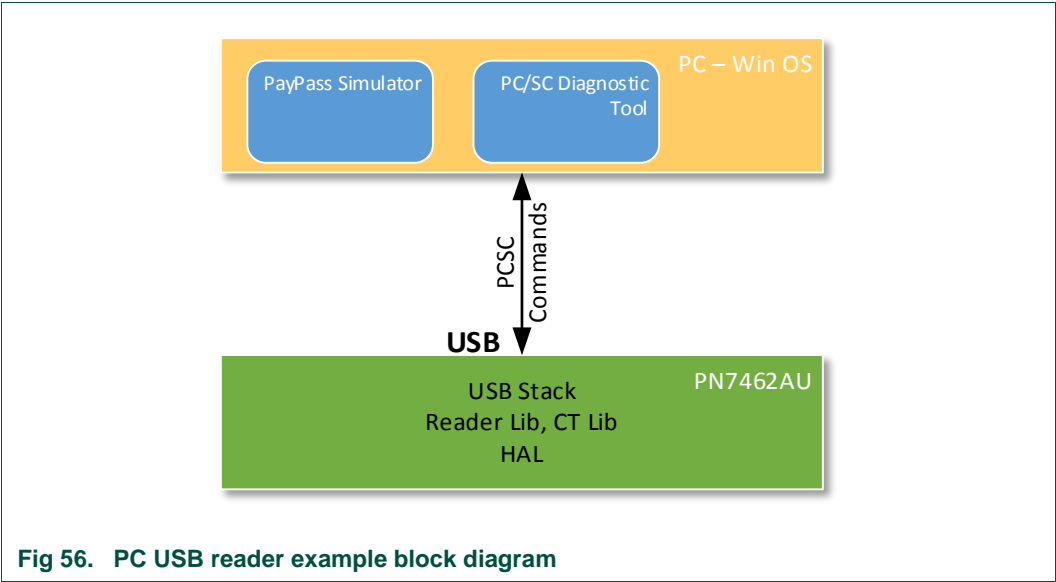 PC – Win OS
PayPass Simulator
PC/SC Diagnostic
Tool
PCSC
Commands
USB
PN7462AU
USB Stack
Reader Lib, CT Lib
HAL
Fig 56. PC USB reader example block diagram